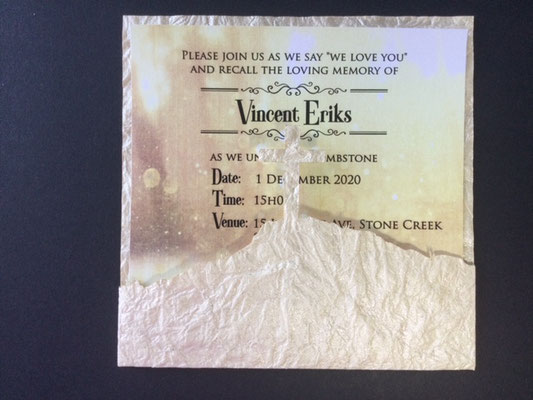 Please join us as we say "We love you"
and recall the loving memory of
Vincent Eriks
as we un mbstone
Date: 1 De mber 2020
Time: 15h0
Venue: 15 Ave, Stone Creek